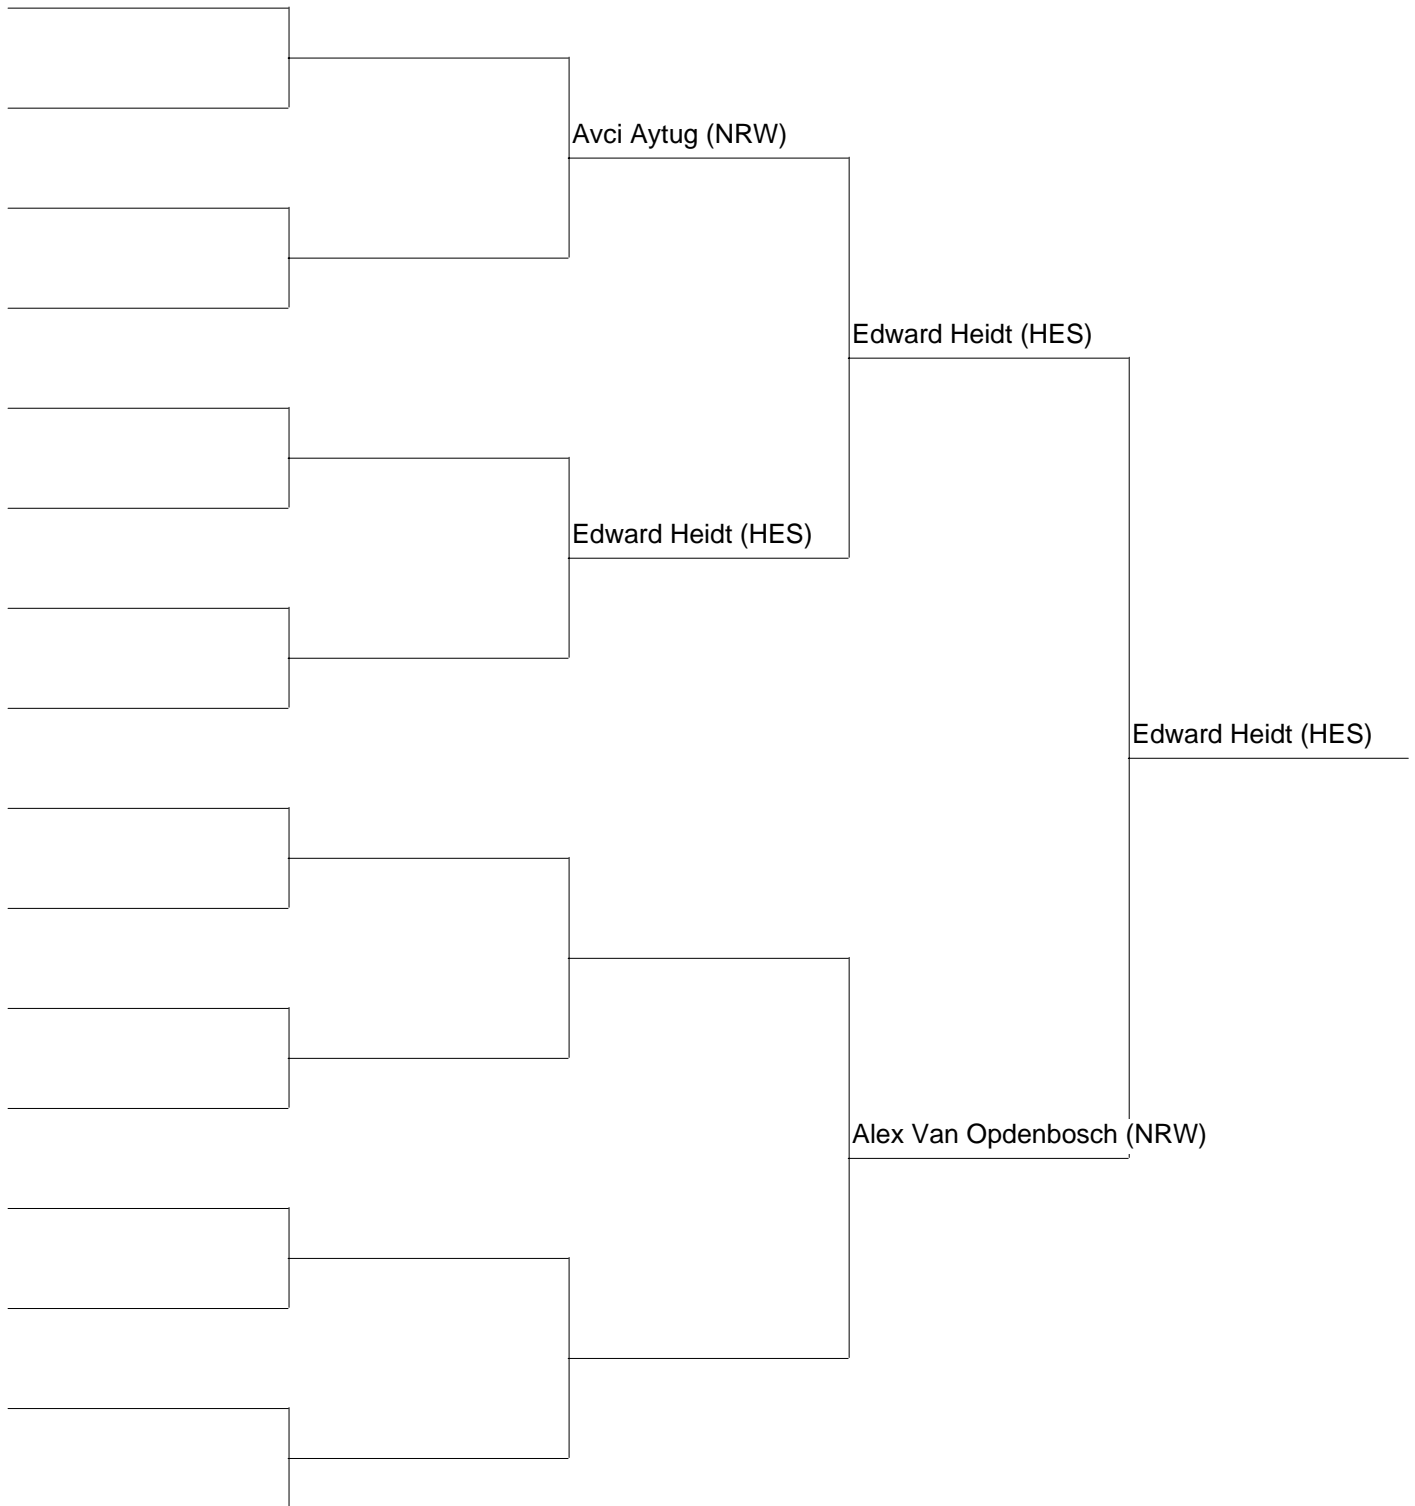 Avci Aytug (NRW)
Edward Heidt (HES)
Edward Heidt (HES)
Edward Heidt (HES)
Alex Van Opdenbosch (NRW)